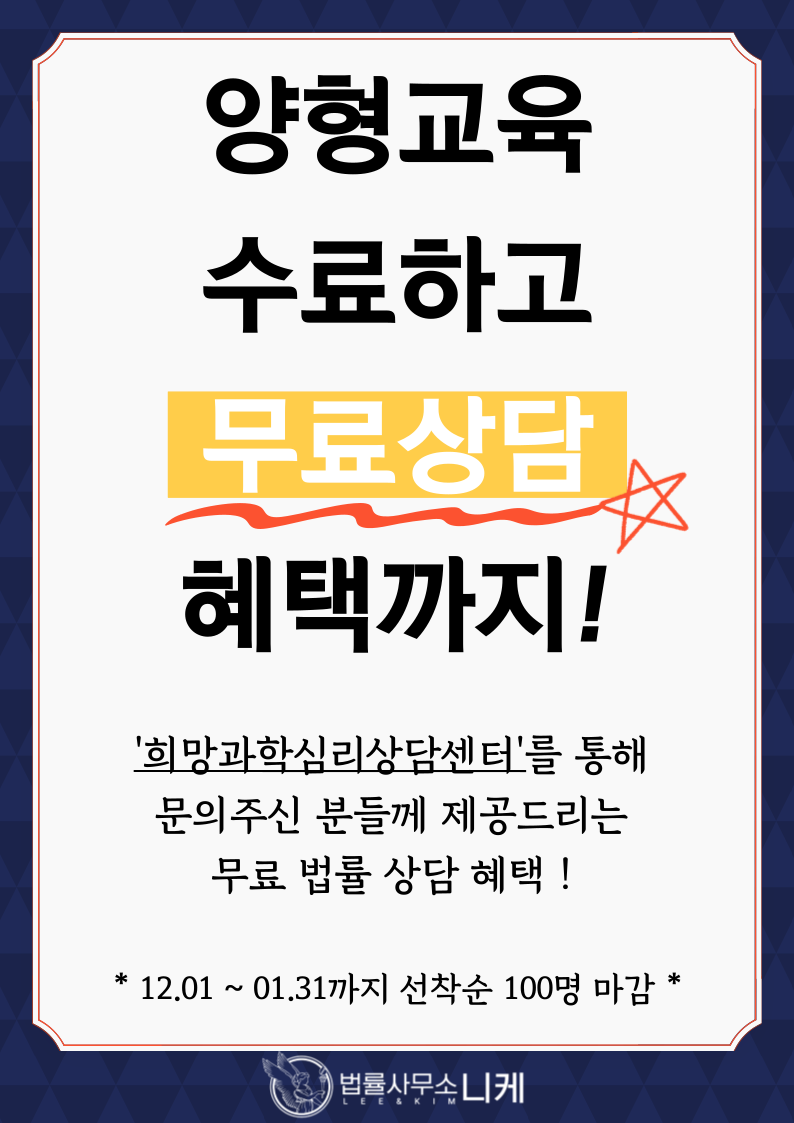 양형교육
수료하고
무료상담
혜택까지!
'희망과학심리상담센터'를 통해
문의주신 분들께 제공드리는
무료 법률 상담 혜택 !
* 12.01 ~ 01.31까지 선착순 100명 마감 *
법률사무소 니케
LEE & KIM